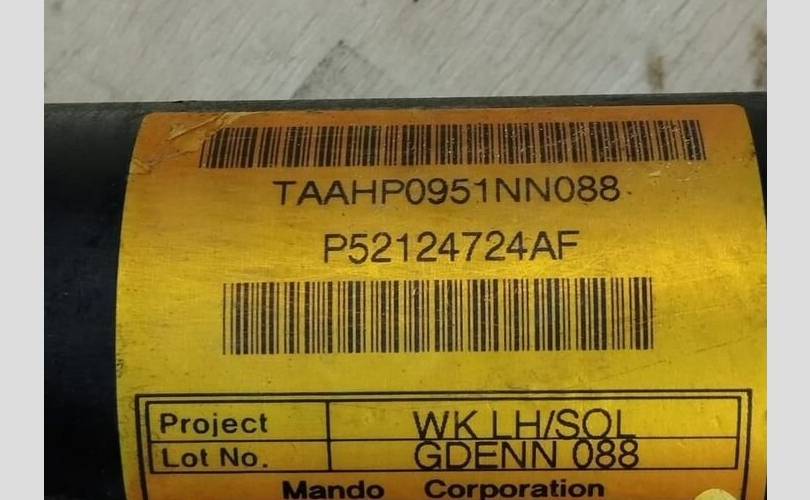 TAAHP0951NN088
P52124724AF
Project WK LH/SOL
Lot No. GDENN 088
Mando Corporation